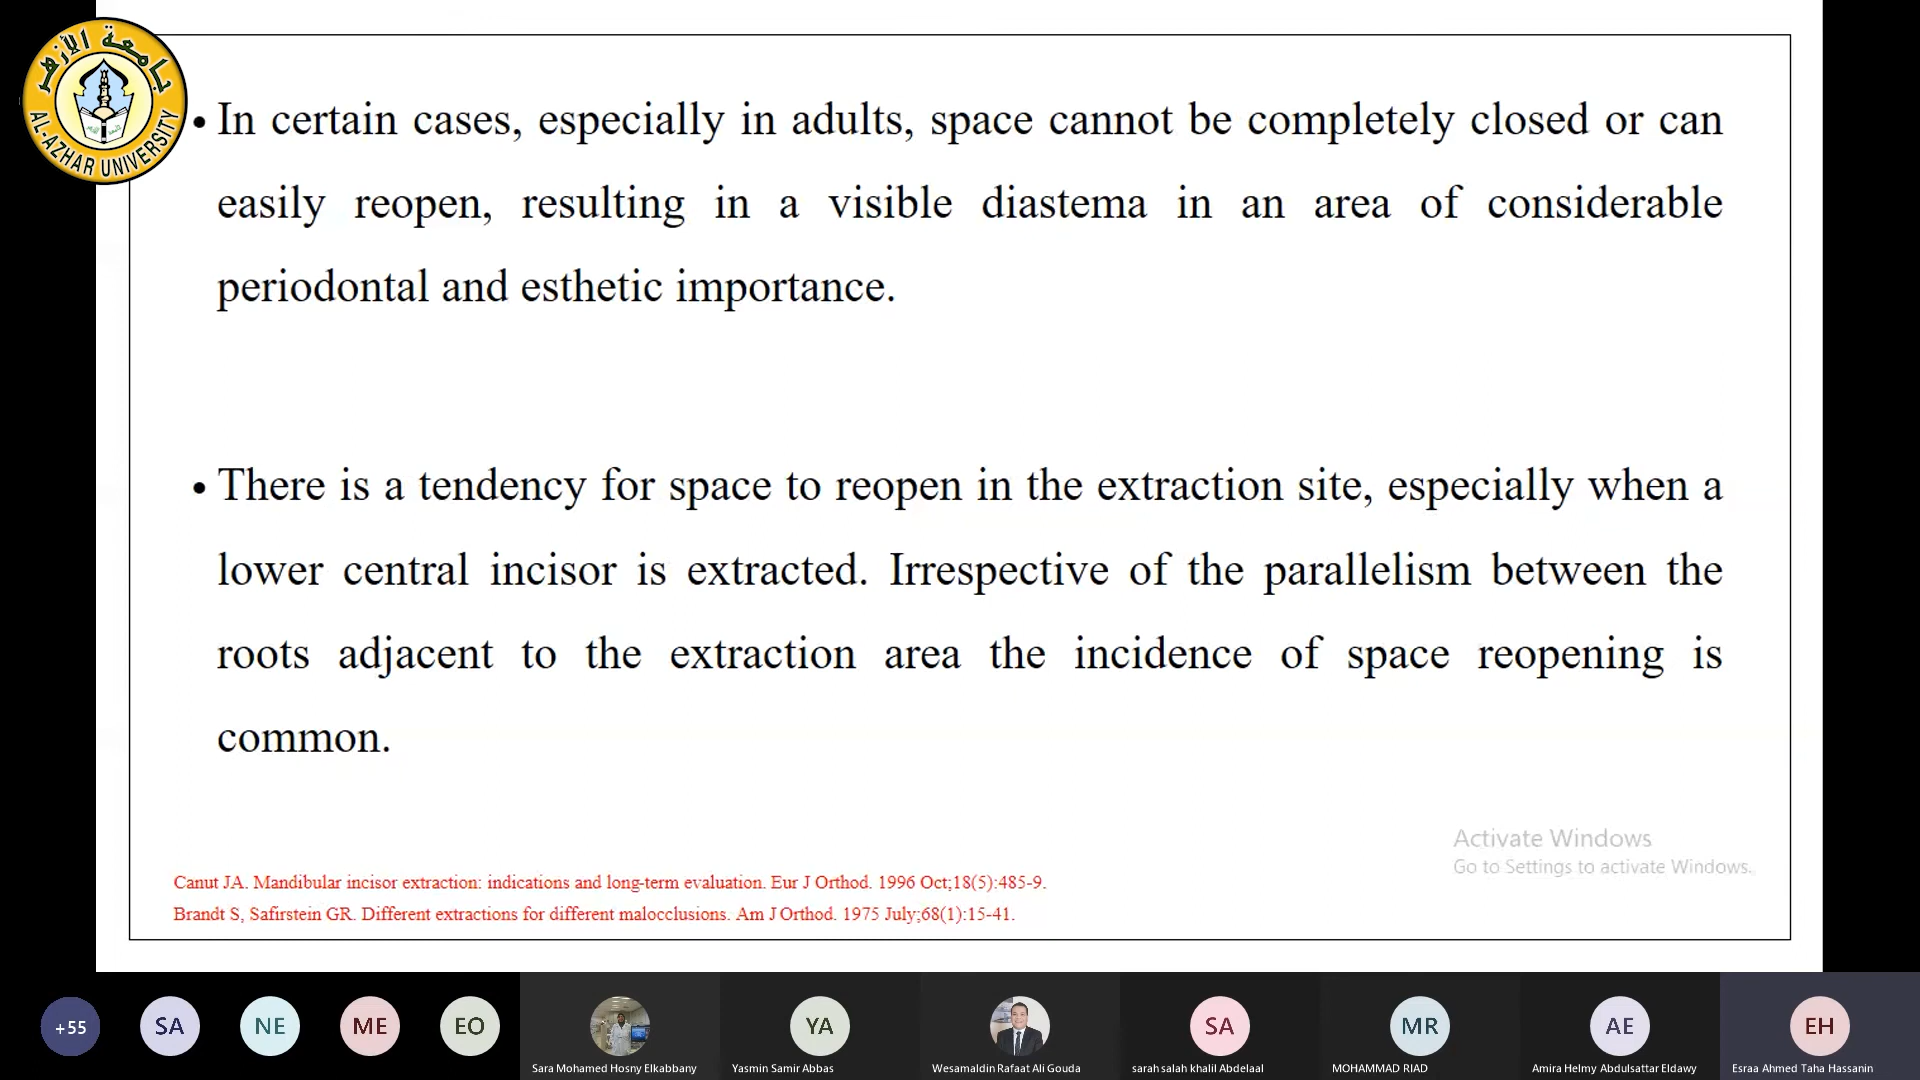 جامعة الأزهر
AL-AZHAR UNIVERSITY
• In certain cases, especially in adults, space cannot be completely closed or can
easily reopen, resulting in a visible diastema in an area of considerable
periodontal and esthetic importance.
• There is a tendency for space to reopen in the extraction site, especially when a
lower central incisor is extracted. Irrespective of the parallelism between the
roots adjacent to the extraction area the incidence of space reopening is
common.
Activate Windows
Go to Settings to activate Windows.
Canut JA. Mandibular incisor extraction: indications and long-term evaluation. Eur J Orthod. 1996 Oct;18(5):485-9.
Brandt S, Safirstein GR. Different extractions for different malocclusions. Am J Orthod. 1975 July;68(1):15-41.
+55
SA
NE
ME
EO
YA
SA
MR
AE
EH
Sara Mohamed Hosny Elkabbany
Yasmin Samir Abbas
Wesamaldin Rafaat Ali Gouda
sarah salah khalil Abdelaal
MOHAMMAD RIAD
Amira Helmy Abdulsattar Eldawy
Esraa Ahmed Taha Hassanin